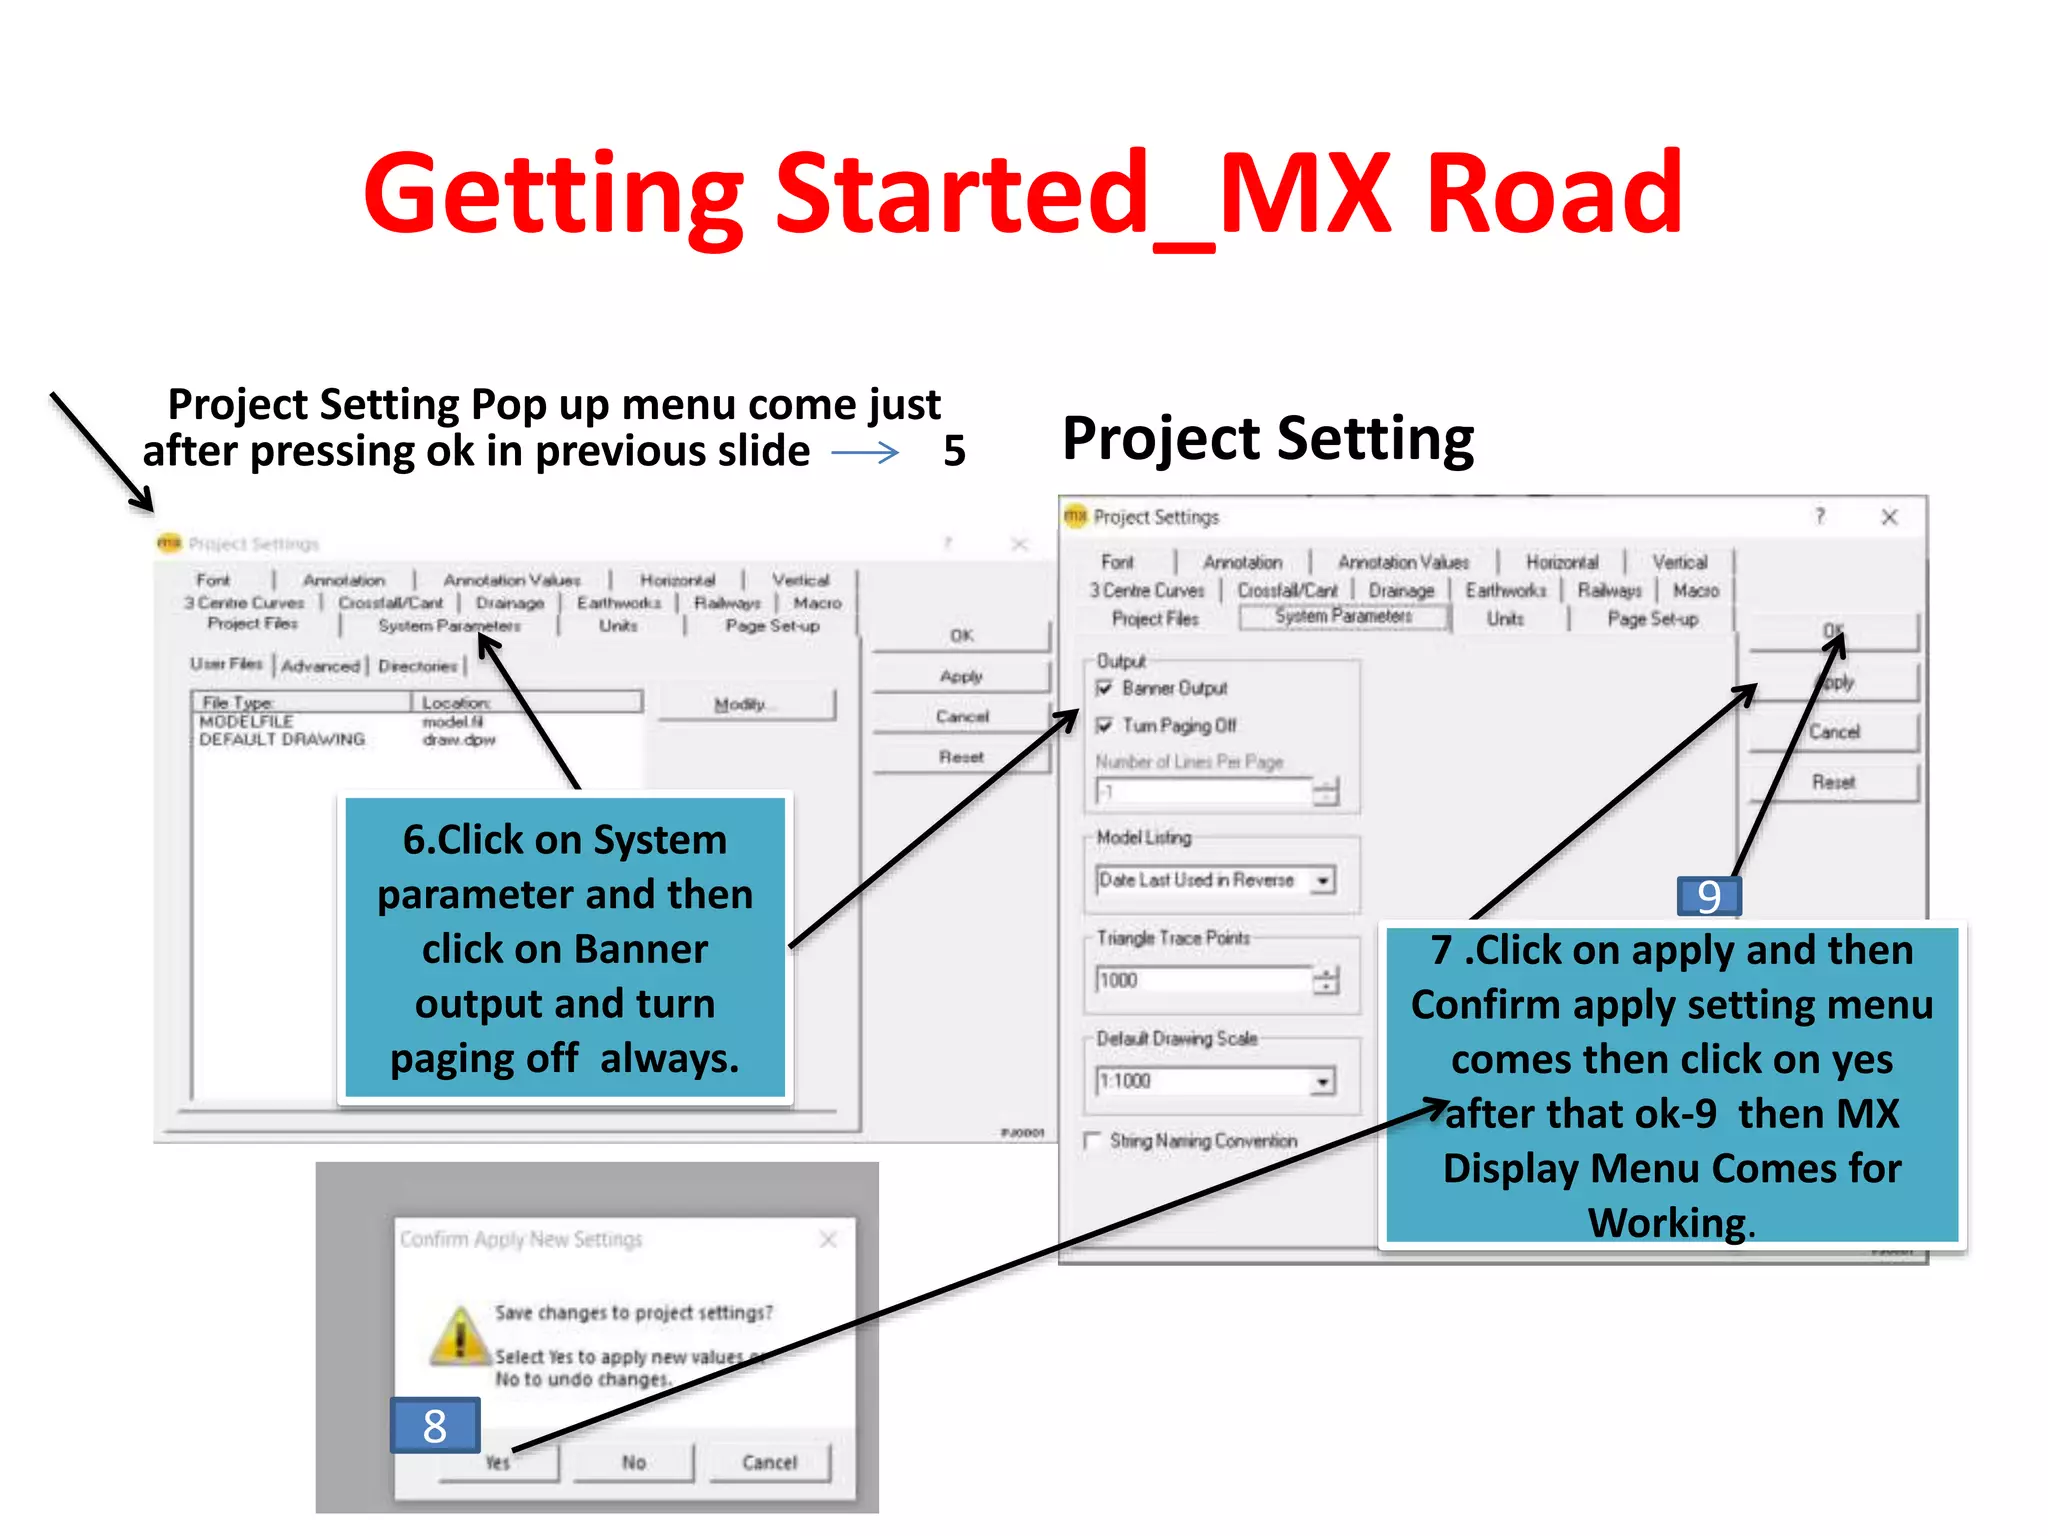 Getting Started_MX Road
Project Setting Pop up menu come just
after pressing ok in previous slide 5
Project Setting
mx Project Settings ?
Font Annotation Annotation Values Horizontal Vertical
3 Centre Curves Crossfall/Cant Drainage Earthworks Railways Macro
Project Files System Parameters Units Page Set-up
User Files Advanced Directories
File Type: Location:
MODELFILE model.fil
DEFAULT DRAWING draw.dpw
Modify...
OK
Apply
Cancel
Reset
PJ0001
6.Click on System
parameter and then
click on Banner
output and turn
paging off always.
mx Project Settings ?
Font Annotation Annotation Values Horizontal Vertical
3 Centre Curves Crossfall/Cant Drainage Earthworks Railways Macro
Project Files System Parameters Units Page Set-up
Output
Banner Output
Turn Paging Off
Number of Lines Per Page
-1
Model Listing
Date Last Used in Reverse
Triangle Trace Points
1000
Default Drawing Scale
1:1000
String Naming Convention
OK
Apply
Cancel
Reset
9
7 .Click on apply and then
Confirm apply setting menu
comes then click on yes
after that ok-9 then MX
Display Menu Comes for
Working.
Confirm Apply New Settings
Save changes to project settings?
Select Yes to apply new values or
No to undo changes.
8
Yes No Cancel